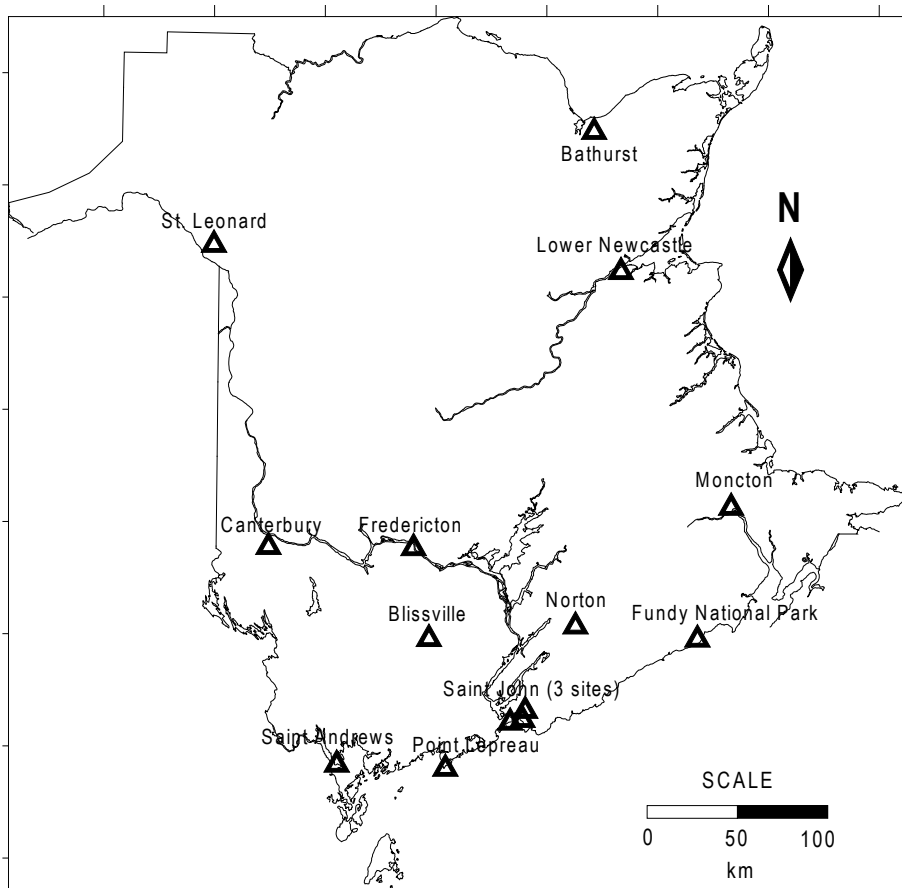 Bathurst
St. Leonard
N
Lower Newcastle
Moncton
Canterbury
Fredericton
Blissville
Norton
Fundy National Park
Saint John (3 sites)
Saint Andrews
Point Lepreau
SCALE
0 50 100
km